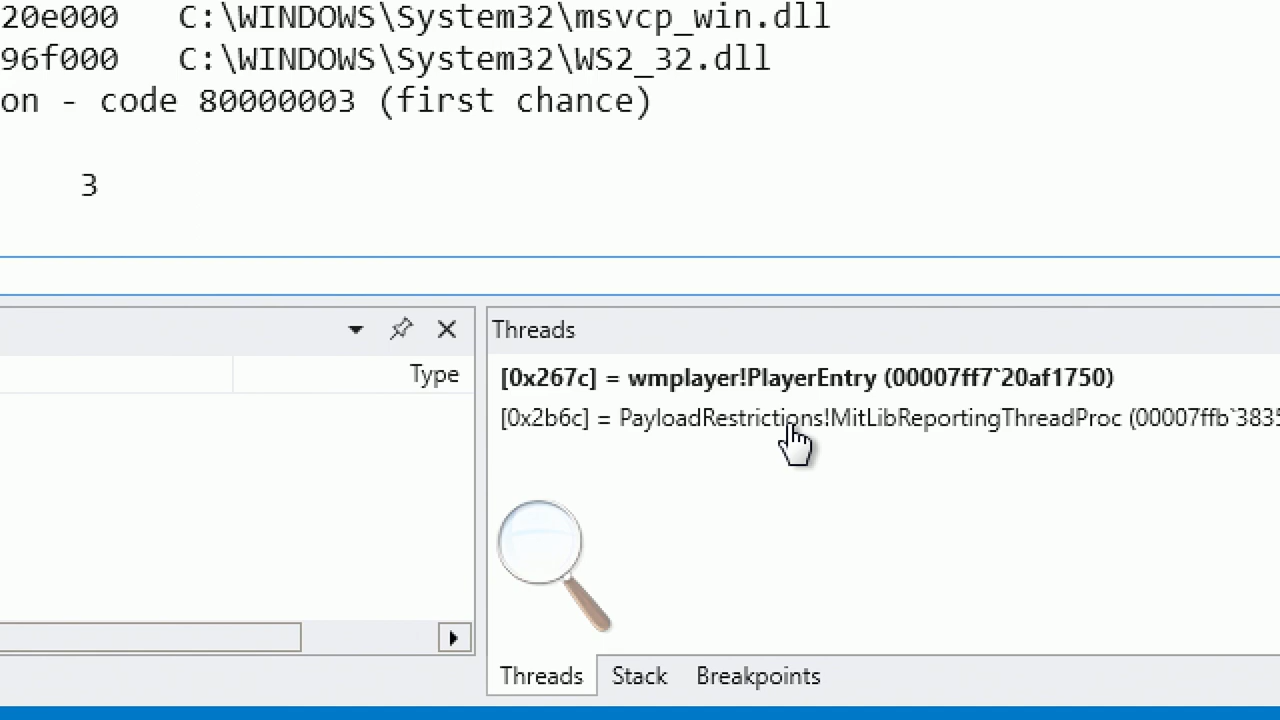 20e000   C:\WINDOWS\System32\msvcp_win.dll
96f000   C:\WINDOWS\System32\WS2_32.dll
on - code 80000003 (first chance)
3
Type
Threads
[0x267c] = wmplayer!PlayerEntry (00007ff7`20af1750)
[0x2b6c] = PayloadRestrictions!MitLibReportingThreadProc (00007ffb`3835
Threads Stack Breakpoints